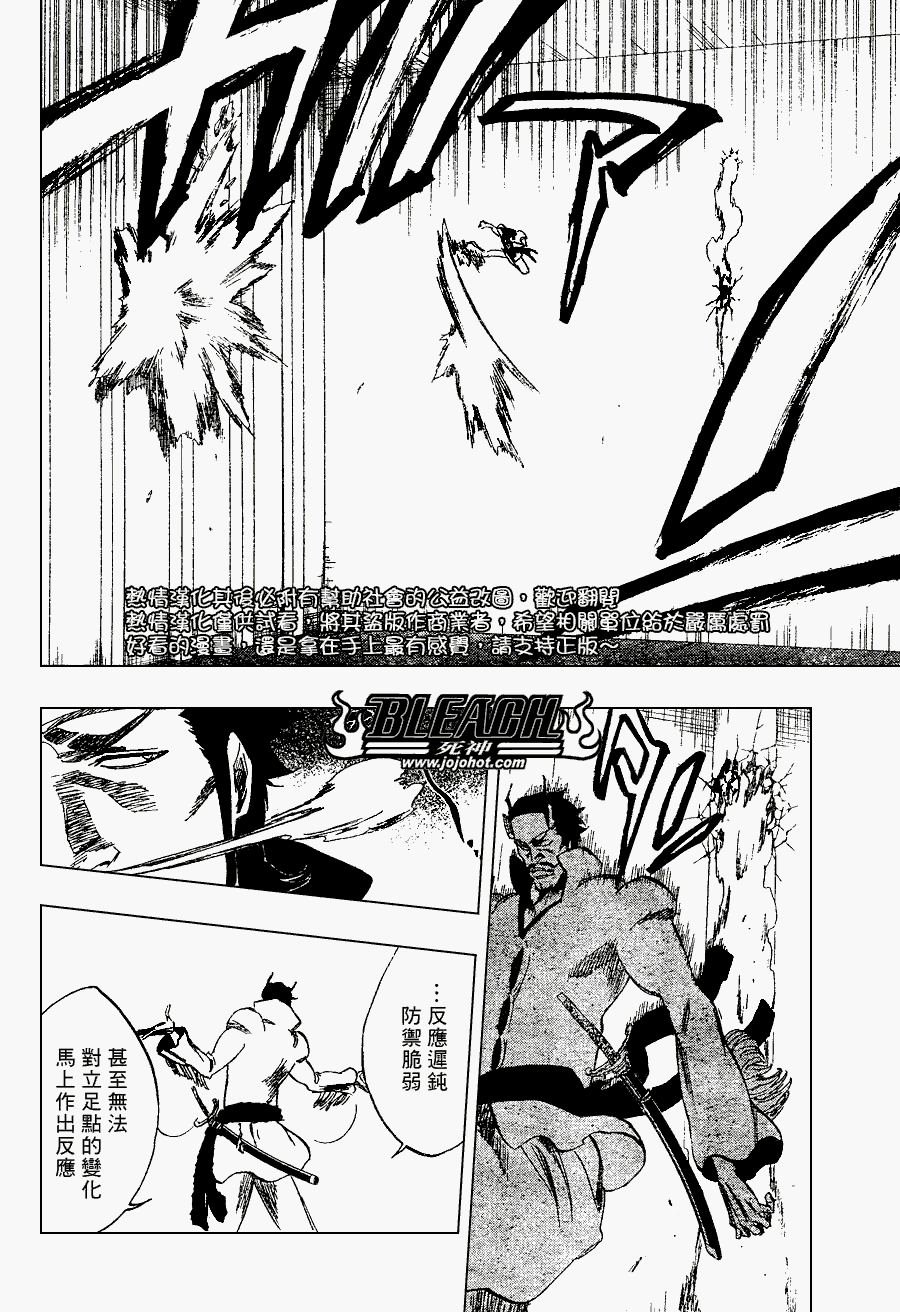 熱情漢化其後必附有幫助社會的公益改圖，歡迎翻閱
熱情漢化僅供試看，將其盜版作商業者，希望相關單位給於嚴厲處罰
好看的漫畫，還是拿在手上最有感費，請支持正版～
BLEACH
死神
www.jojohot.com
…反應遲鈍
防禦脆弱
甚至無法
對立足點的變化
馬上作出反應